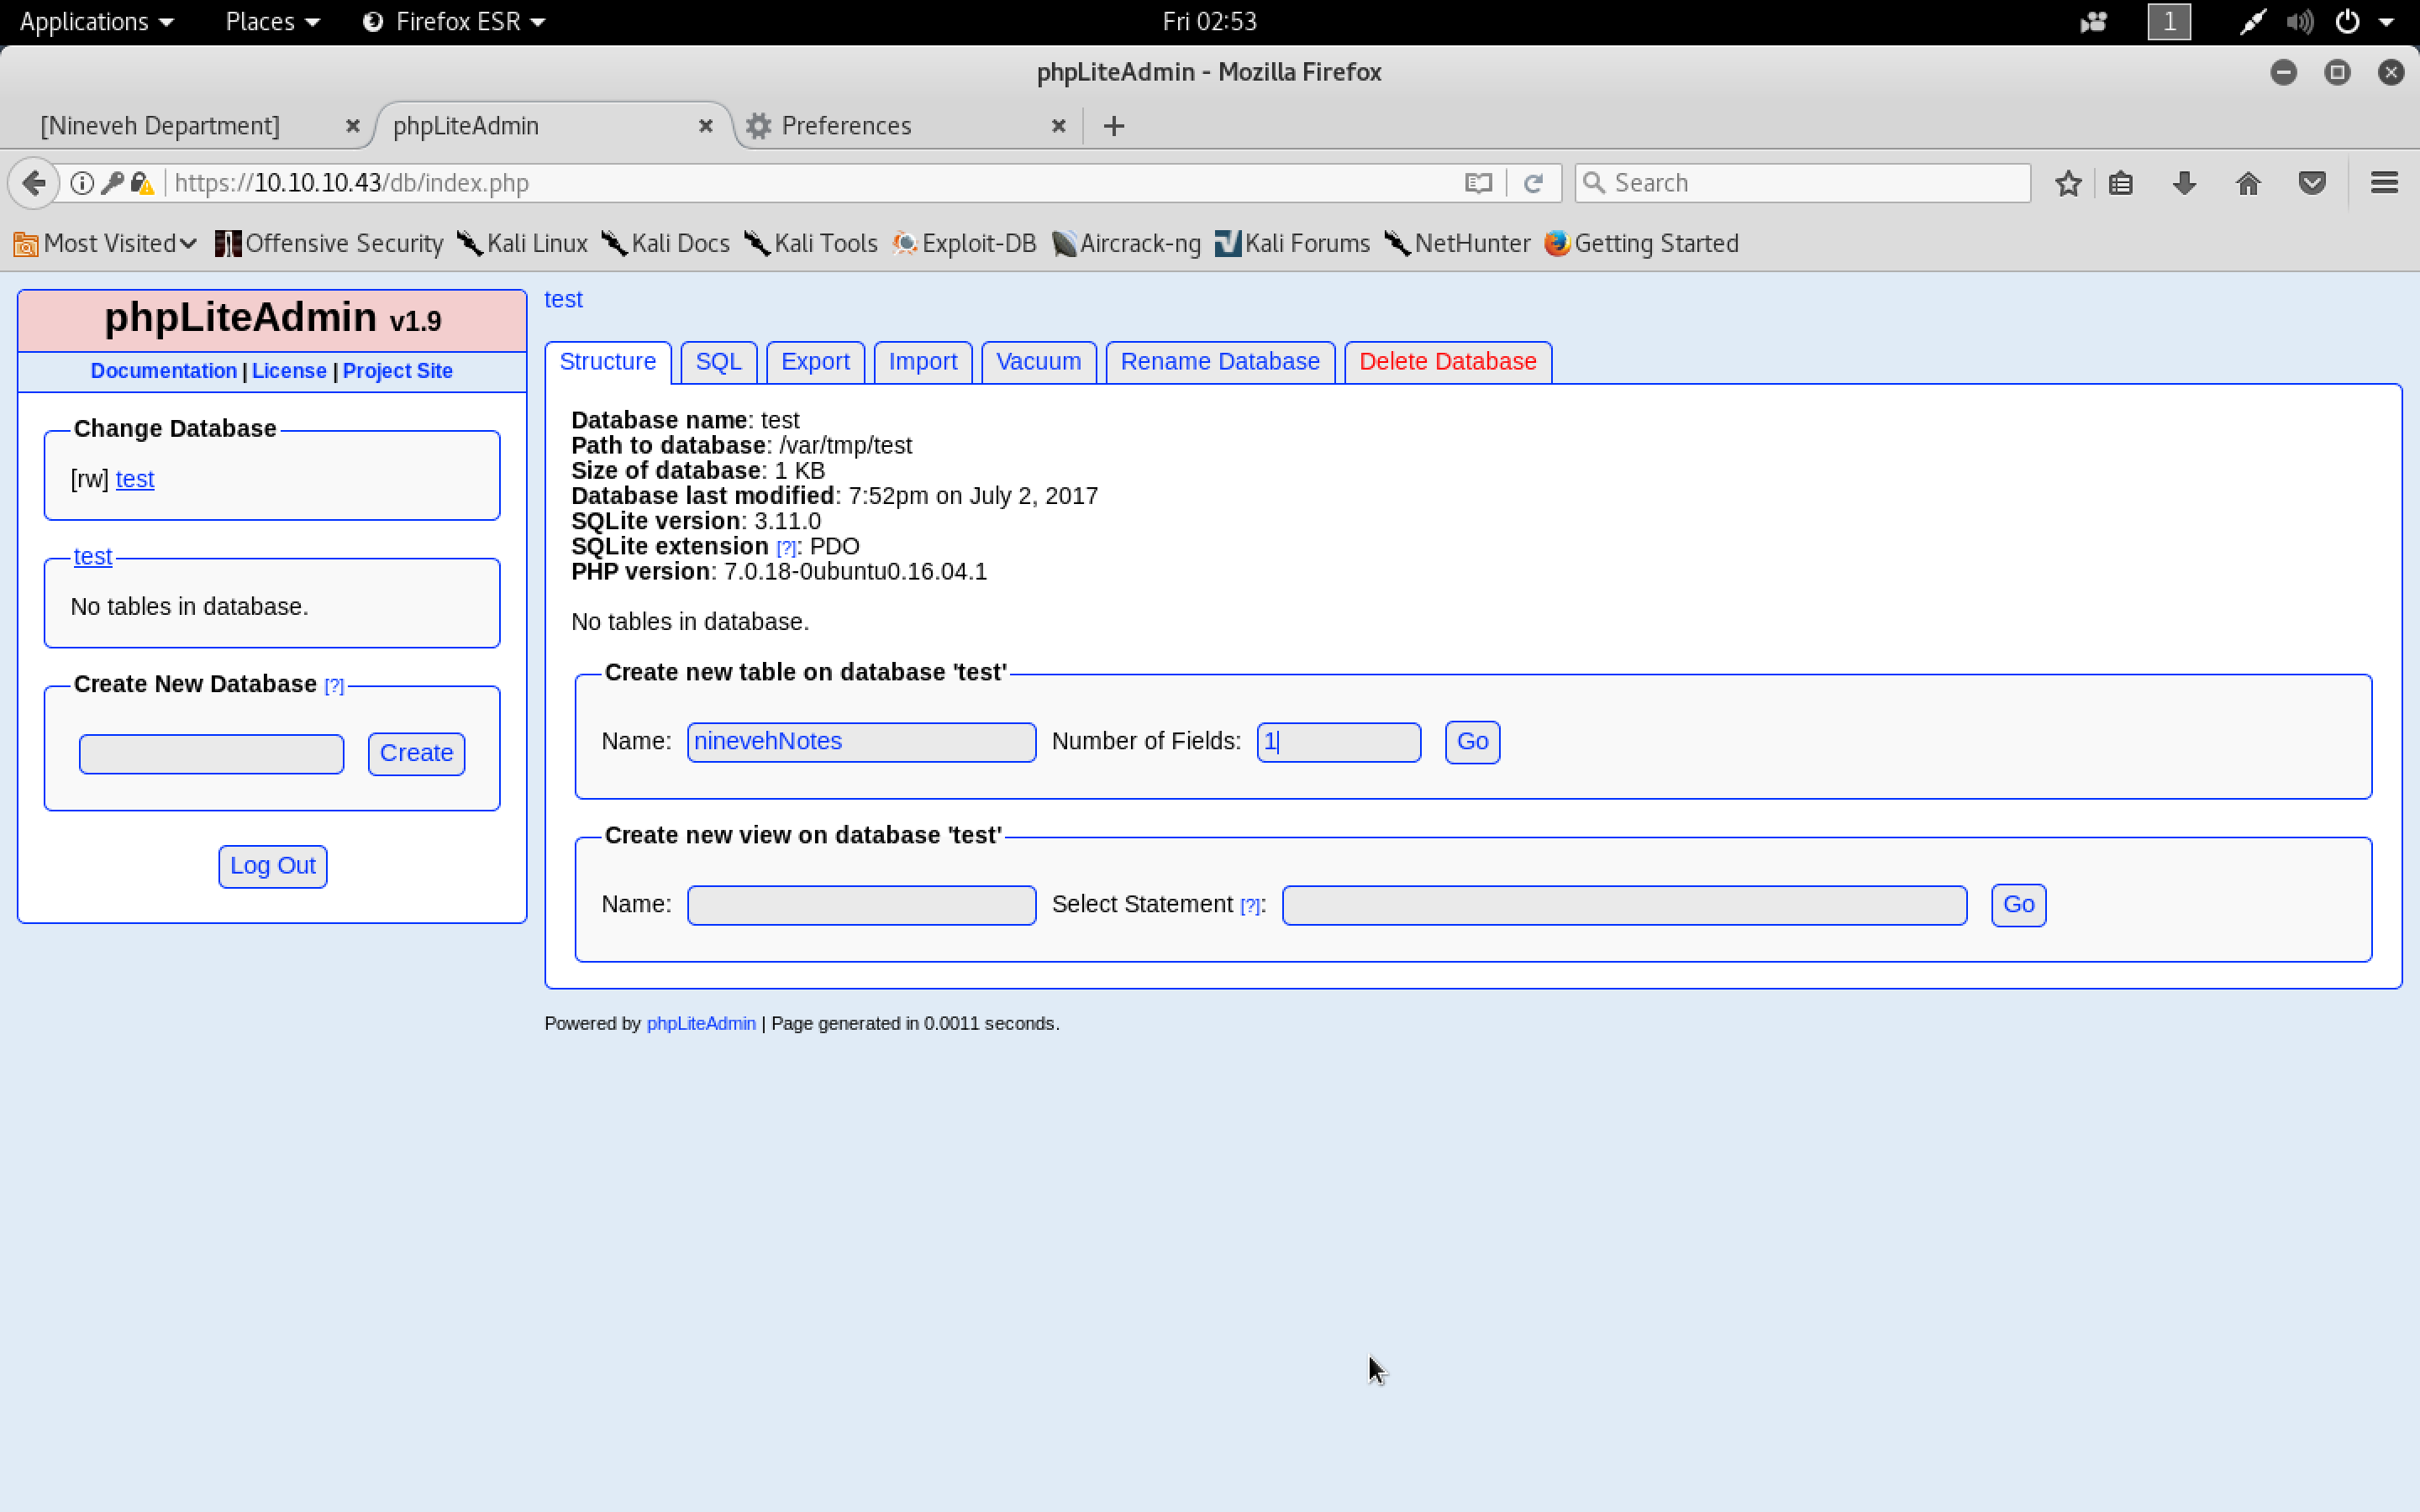 Applications Places Firefox ESR Fri 02:53 1
phpLiteAdmin - Mozilla Firefox
[Nineveh Department] phpLiteAdmin Preferences
https://10.10.10.43/db/index.php Search
Most Visited Offensive Security Kali Linux Kali Docs Kali Tools Exploit-DB Aircrack-ng Kali Forums NetHunter Getting Started
phpLiteAdmin v1.9
Documentation | License | Project Site
Change Database
[rw] test
test
No tables in database.
Create New Database [?]
Create
Log Out
test
Structure SQL Export Import Vacuum Rename Database Delete Database
Database name: test
Path to database: /var/tmp/test
Size of database: 1 KB
Database last modified: 7:52pm on July 2, 2017
SQLite version: 3.11.0
SQLite extension [?]: PDO
PHP version: 7.0.18-0ubuntu0.16.04.1
No tables in database.
Create new table on database 'test'
Name: ninevehNotes Number of Fields: 1 Go
Create new view on database 'test'
Name: Select Statement [?]: Go
Powered by phpLiteAdmin | Page generated in 0.0011 seconds.